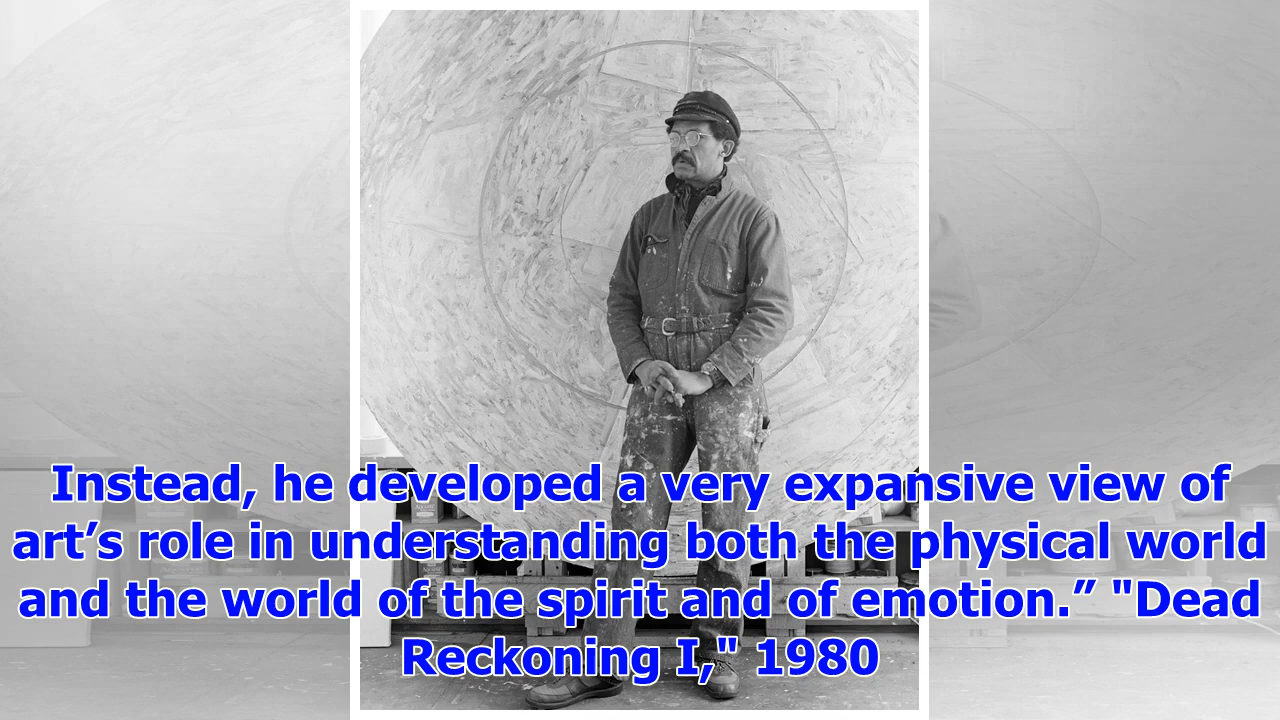 Instead, he developed a very expansive view of
art’s role in understanding both the physical world
and the world of the spirit and of emotion.” "Dead
Reckoning I," 1980